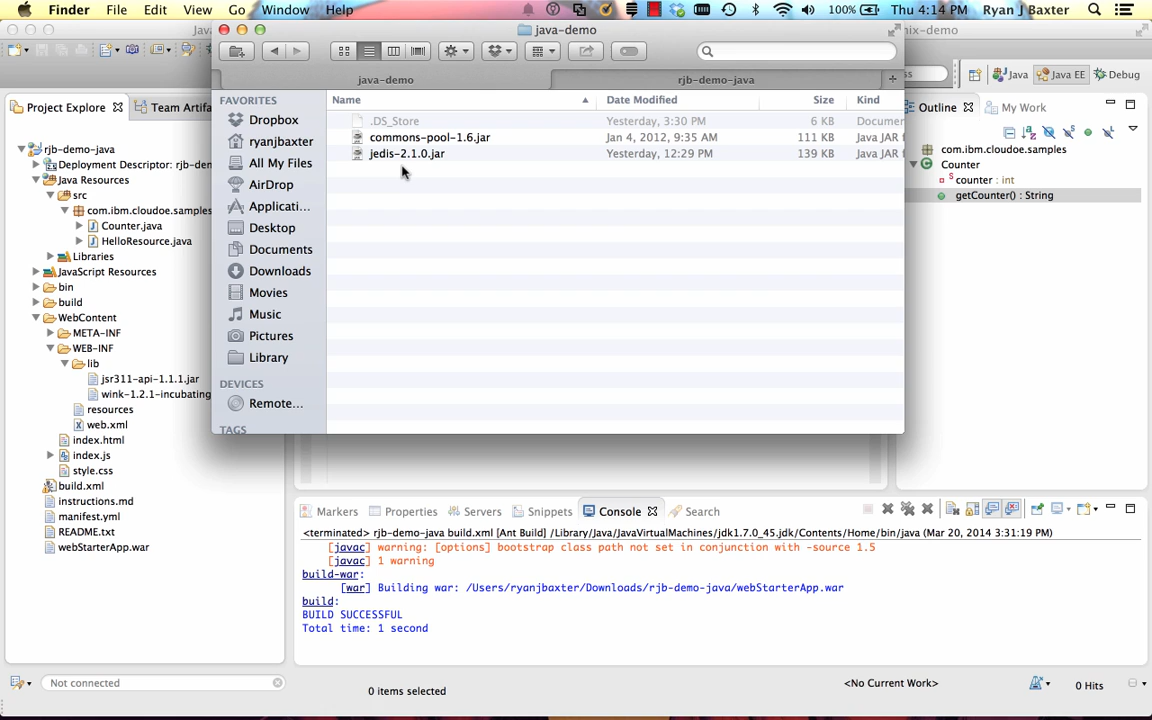 Finder File Edit View Go Window Help 100% Thu 4:14 PM Ryan J Baxter
java-demo
java-demo rjb-demo-java +
FAVORITES
Dropbox
ryanjbaxter
All My Files
AirDrop
Applicati...
Desktop
Documents
Downloads
Movies
Music
Pictures
Library
DEVICES
Remote...
TAGS
Name Date Modified Size Kind
.DS_Store Yesterday, 3:30 PM 6 KB Documen
commons-pool-1.6.jar Jan 4, 2012, 9:35 AM 111 KB Java JAR f
jedis-2.1.0.jar Yesterday, 12:29 PM 139 KB Java JAR f
Java Java EE Debug
Project Explore Team Artifa
rjb-demo-java
Deployment Descriptor: rjb-dem
Java Resources
src
com.ibm.cloudoe.samples
Counter.java
HelloResource.java
Libraries
JavaScript Resources
bin
build
WebContent
META-INF
WEB-INF
lib
jsr311-api-1.1.1.jar
wink-1.2.1-incubating
resources
web.xml
index.html
index.js
style.css
build.xml
instructions.md
manifest.yml
README.txt
webStarterApp.war
Outline My Work
com.ibm.cloudoe.samples
Counter
S counter : int
getCounter() : String
Markers Properties Servers Snippets Console Search
<terminated> rjb-demo-java build.xml [Ant Build] /Library/Java/JavaVirtualMachines/jdk1.7.0_45.jdk/Contents/Home/bin/java (Mar 20, 2014 3:31:19 PM)
[javac] warning: [options] bootstrap class path not set in conjunction with -source 1.5
[javac] 1 warning
build-war:
[war] Building war: /Users/ryanjbaxter/Downloads/rjb-demo-java/webStarterApp.war
build:
BUILD SUCCESSFUL
Total time: 1 second
Not connected 0 items selected <No Current Work> 0 Hits